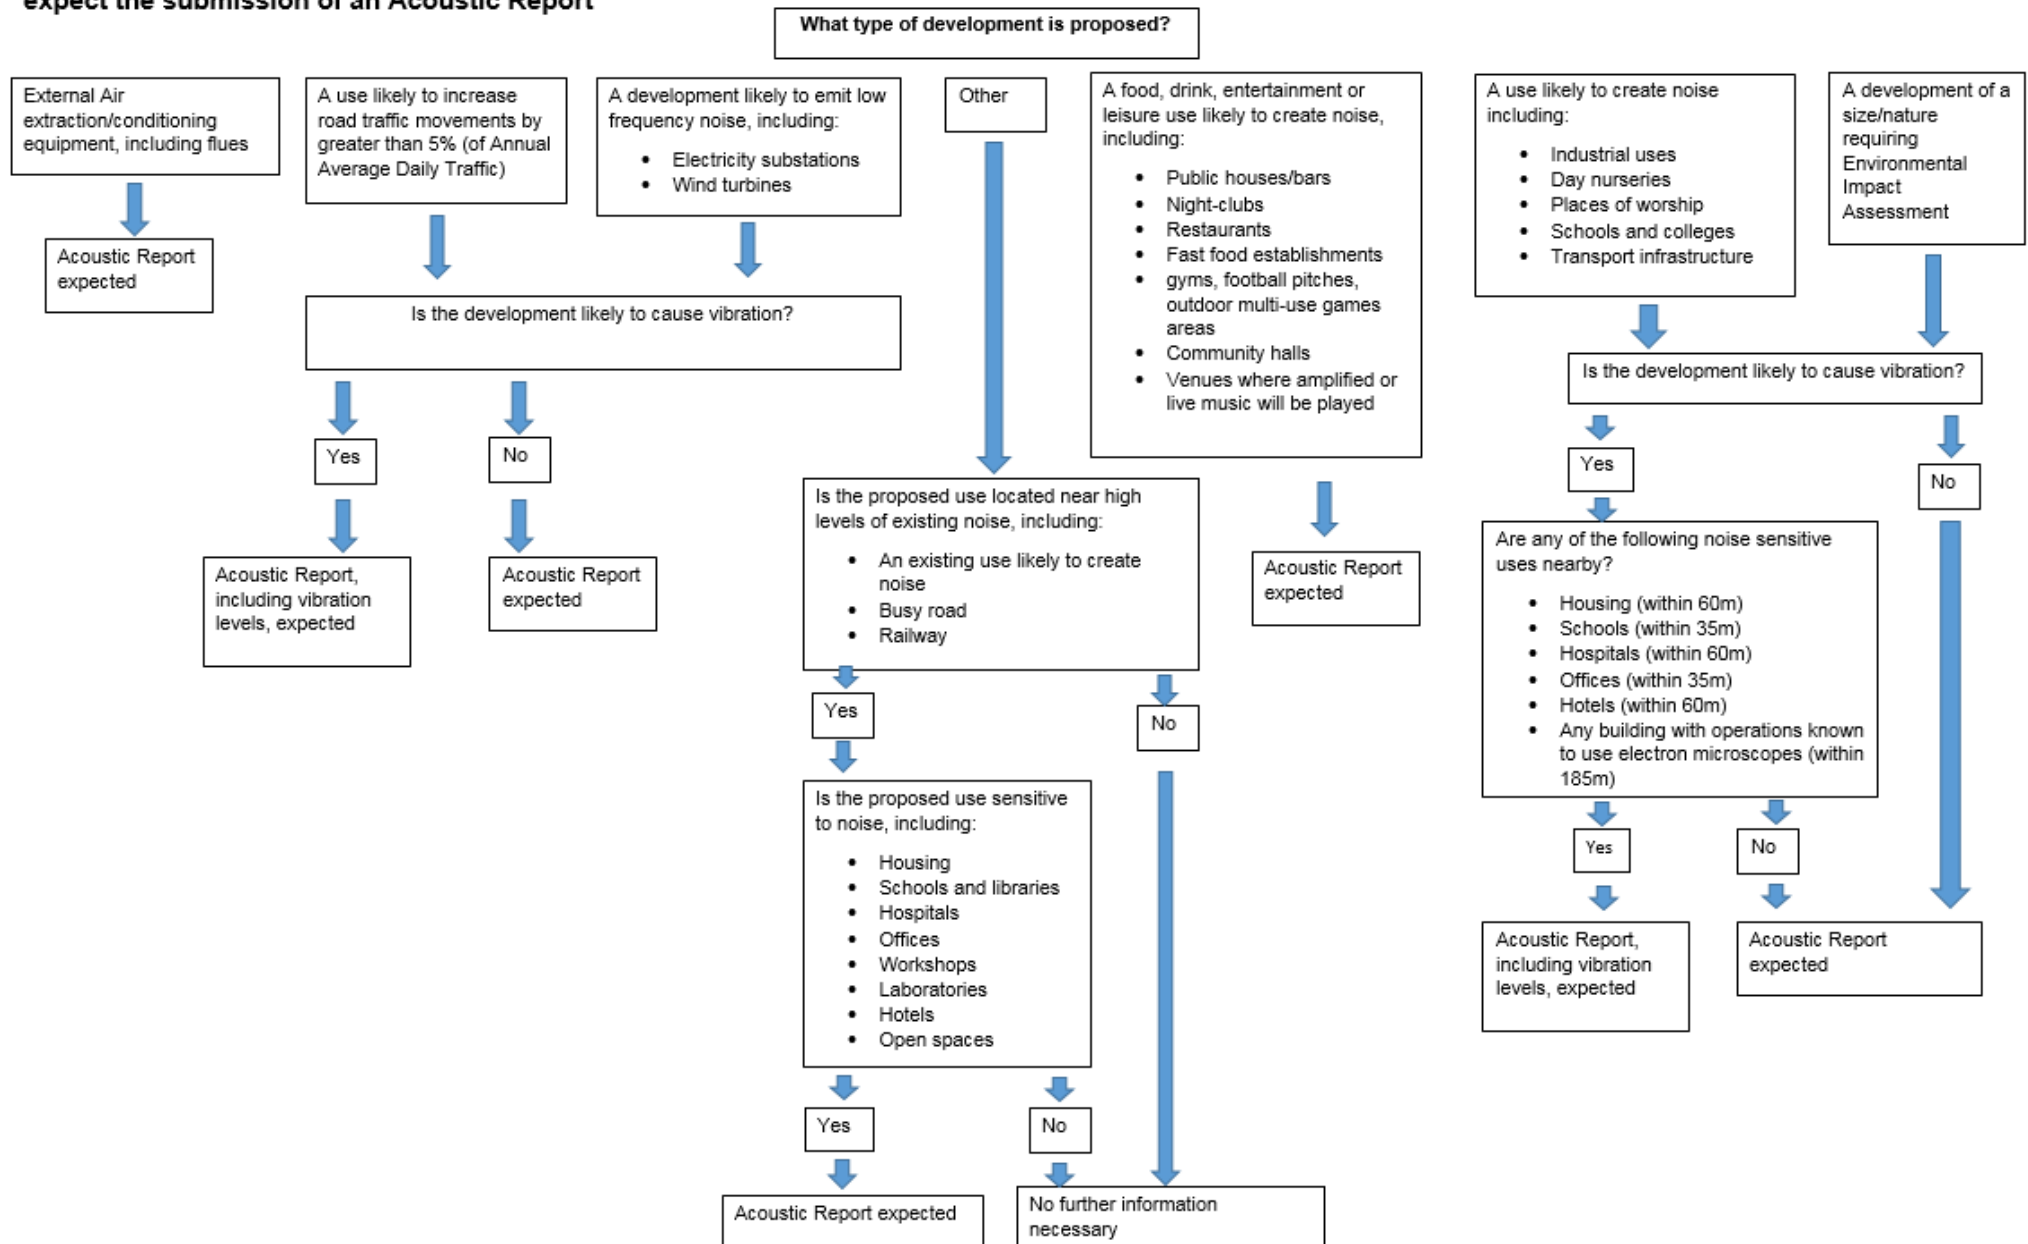 expect the submission of an Acoustic Report
What type of development is proposed?
External Air
extraction/conditioning
equipment, including flues
Acoustic Report
expected
A use likely to increase
road traffic movements by
greater than 5% (of Annual
Average Daily Traffic)
A development likely to emit low
frequency noise, including:
• Electricity substations
• Wind turbines
Is the development likely to cause vibration?
Yes
No
Acoustic Report,
including vibration
levels, expected
Acoustic Report
expected
Other
Is the proposed use located near high
levels of existing noise, including:
• An existing use likely to create
noise
• Busy road
• Railway
Yes
No
Is the proposed use sensitive
to noise, including:
• Housing
• Schools and libraries
• Hospitals
• Offices
• Workshops
• Laboratories
• Hotels
• Open spaces
Yes
No
Acoustic Report expected
No further information
necessary
A food, drink, entertainment or
leisure use likely to create noise,
including:
• Public houses/bars
• Night-clubs
• Restaurants
• Fast food establishments
• gyms, football pitches,
outdoor multi-use games
areas
• Community halls
• Venues where amplified or
live music will be played
Acoustic Report
expected
A use likely to create noise
including:
• Industrial uses
• Day nurseries
• Places of worship
• Schools and colleges
• Transport infrastructure
A development of a
size/nature
requiring
Environmental
Impact
Assessment
Is the development likely to cause vibration?
Yes
No
Are any of the following noise sensitive
uses nearby?
• Housing (within 60m)
• Schools (within 35m)
• Hospitals (within 60m)
• Offices (within 35m)
• Hotels (within 60m)
• Any building with operations known
to use electron microscopes (within
185m)
Yes
No
Acoustic Report,
including vibration
levels, expected
Acoustic Report
expected